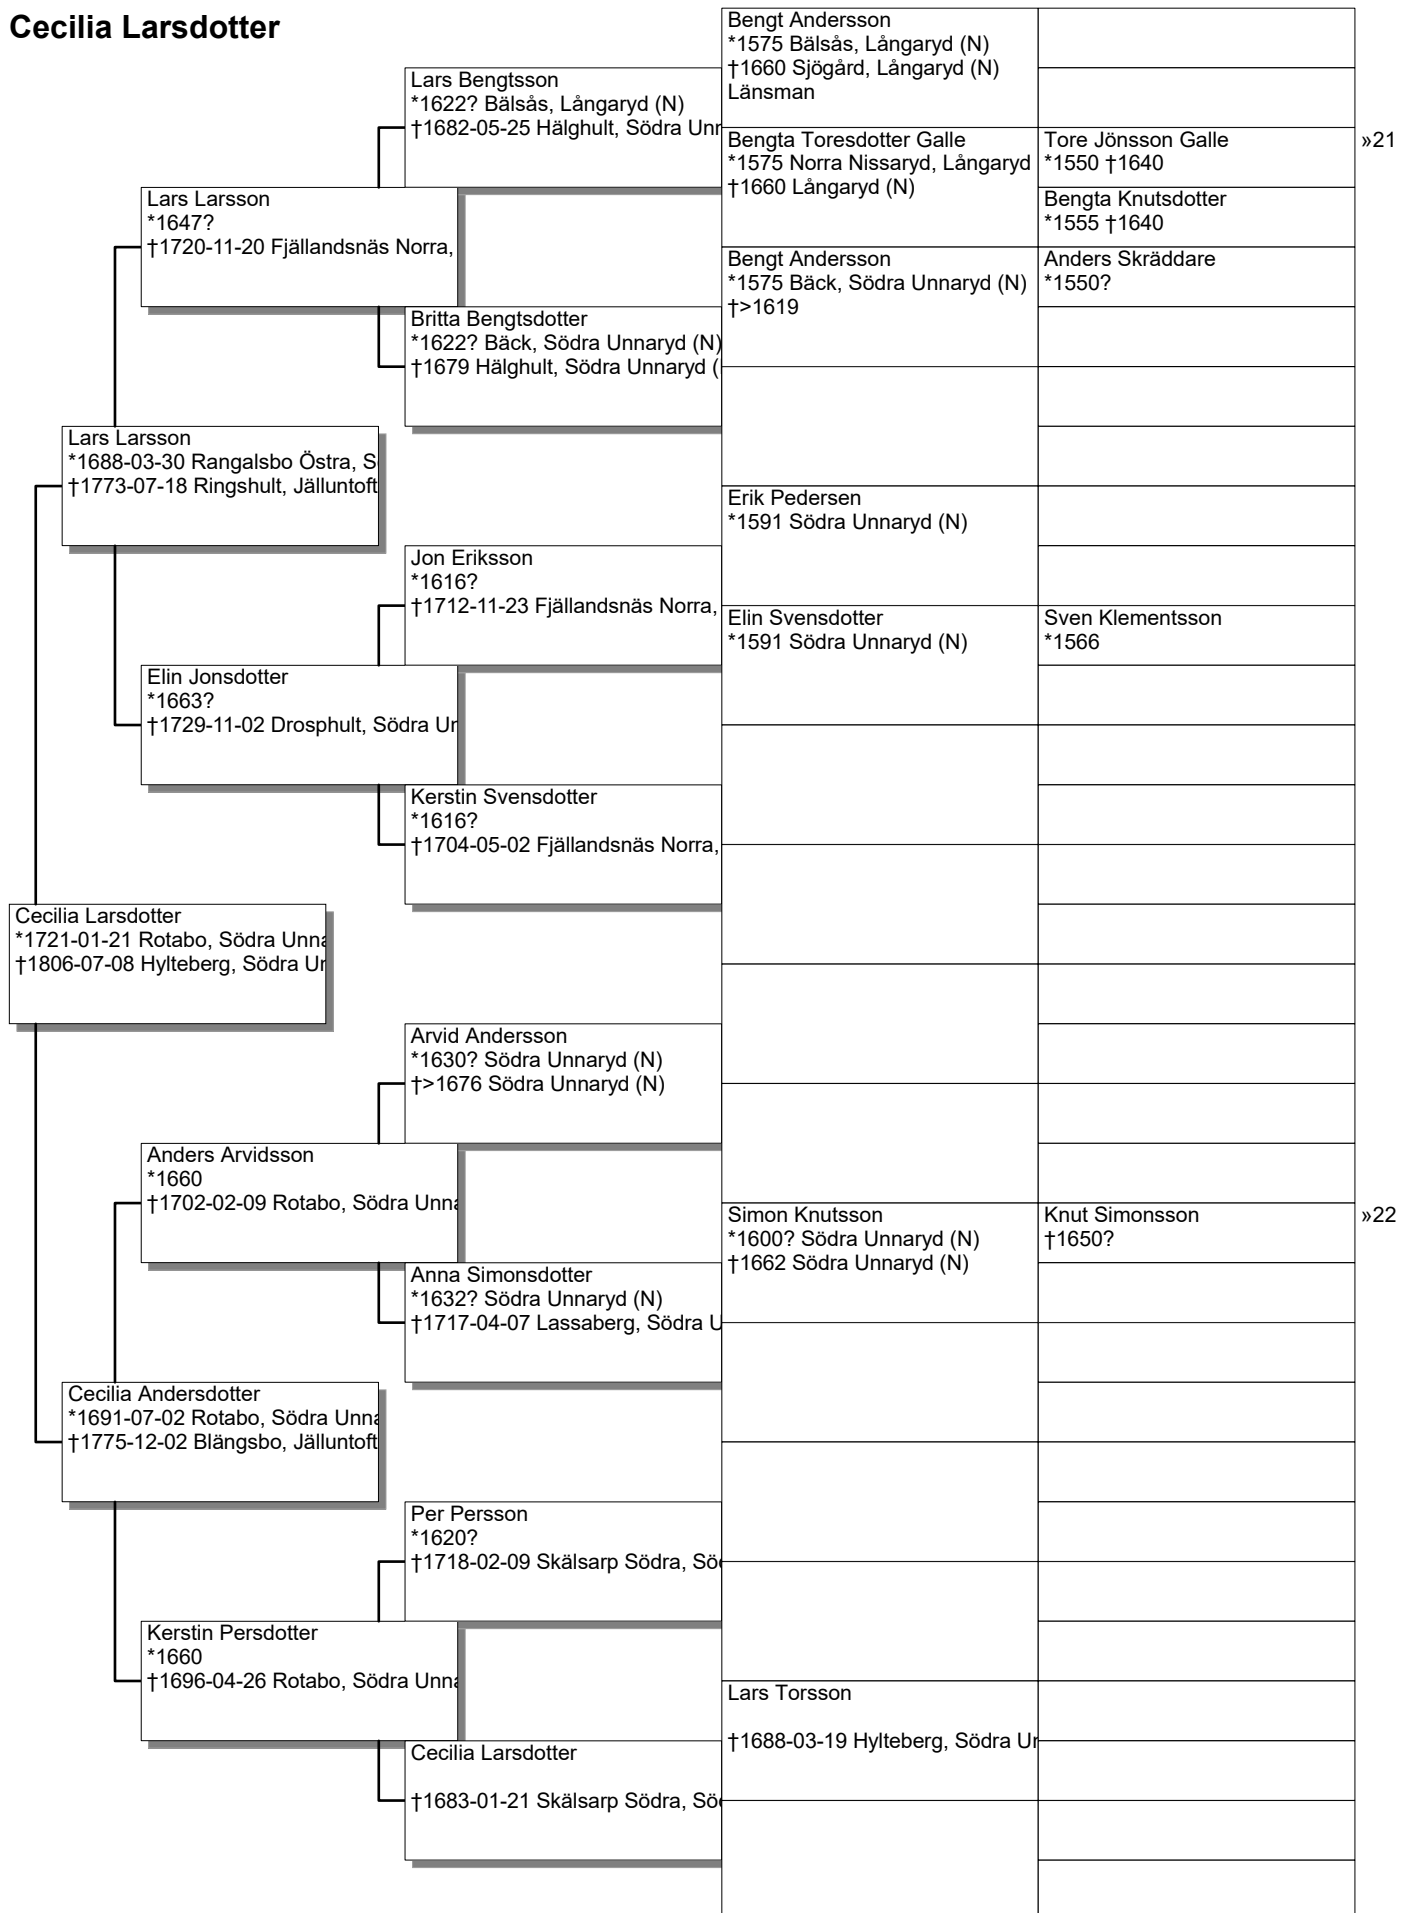 Cecilia Larsdotter
Cecilia Larsdotter
*1721-01-21 Rotabo, Södra Unna
†1806-07-08 Hylteberg, Södra Un
Lars Larsson
*1688-03-30 Rangalsbo Östra, S
†1773-07-18 Ringshult, Jälluntoft
Cecilia Andersdotter
*1691-07-02 Rotabo, Södra Unna
†1775-12-02 Blängsbo, Jälluntoft
Lars Larsson
*1647?
†1720-11-20 Fjällandsnäs Norra,
Elin Jonsdotter
*1663?
†1729-11-02 Drosphult, Södra Un
Anders Arvidsson
*1660
†1702-02-09 Rotabo, Södra Unna
Kerstin Persdotter
*1660
†1696-04-26 Rotabo, Södra Unna
Lars Bengtsson
*1622? Bälsås, Långaryd (N)
†1682-05-25 Hälghult, Södra Unn
Britta Bengtsdotter
*1622? Bäck, Södra Unnaryd (N)
†1679 Hälghult, Södra Unnaryd (
Jon Eriksson
*1616?
†1712-11-23 Fjällandsnäs Norra,
Kerstin Svensdotter
*1616?
†1704-05-02 Fjällandsnäs Norra,
Arvid Andersson
*1630? Södra Unnaryd (N)
†>1676 Södra Unnaryd (N)
Anna Simonsdotter
*1632? Södra Unnaryd (N)
†1717-04-07 Lassaberg, Södra U
Per Persson
*1620?
†1718-02-09 Skälsarp Södra, Söd
Cecilia Larsdotter
†1683-01-21 Skälsarp Södra, Söd
Bengt Andersson
*1575 Bälsås, Långaryd (N)
†1660 Sjögård, Långaryd (N)
Länsman
Bengta Toresdotter Galle
*1575 Norra Nissaryd, Långaryd
†1660 Långaryd (N)
Bengt Andersson
*1575 Bäck, Södra Unnaryd (N)
†>1619
Erik Pedersen
*1591 Södra Unnaryd (N)
Elin Svensdotter
*1591 Södra Unnaryd (N)
Simon Knutsson
*1600? Södra Unnaryd (N)
†1662 Södra Unnaryd (N)
Lars Torsson
†1688-03-19 Hylteberg, Södra Un
Tore Jönsson Galle
*1550 †1640
»21
Bengta Knutsdotter
*1555 †1640
Anders Skräddare
*1550?
Sven Klementsson
*1566
Knut Simonsson
†1650?
»22